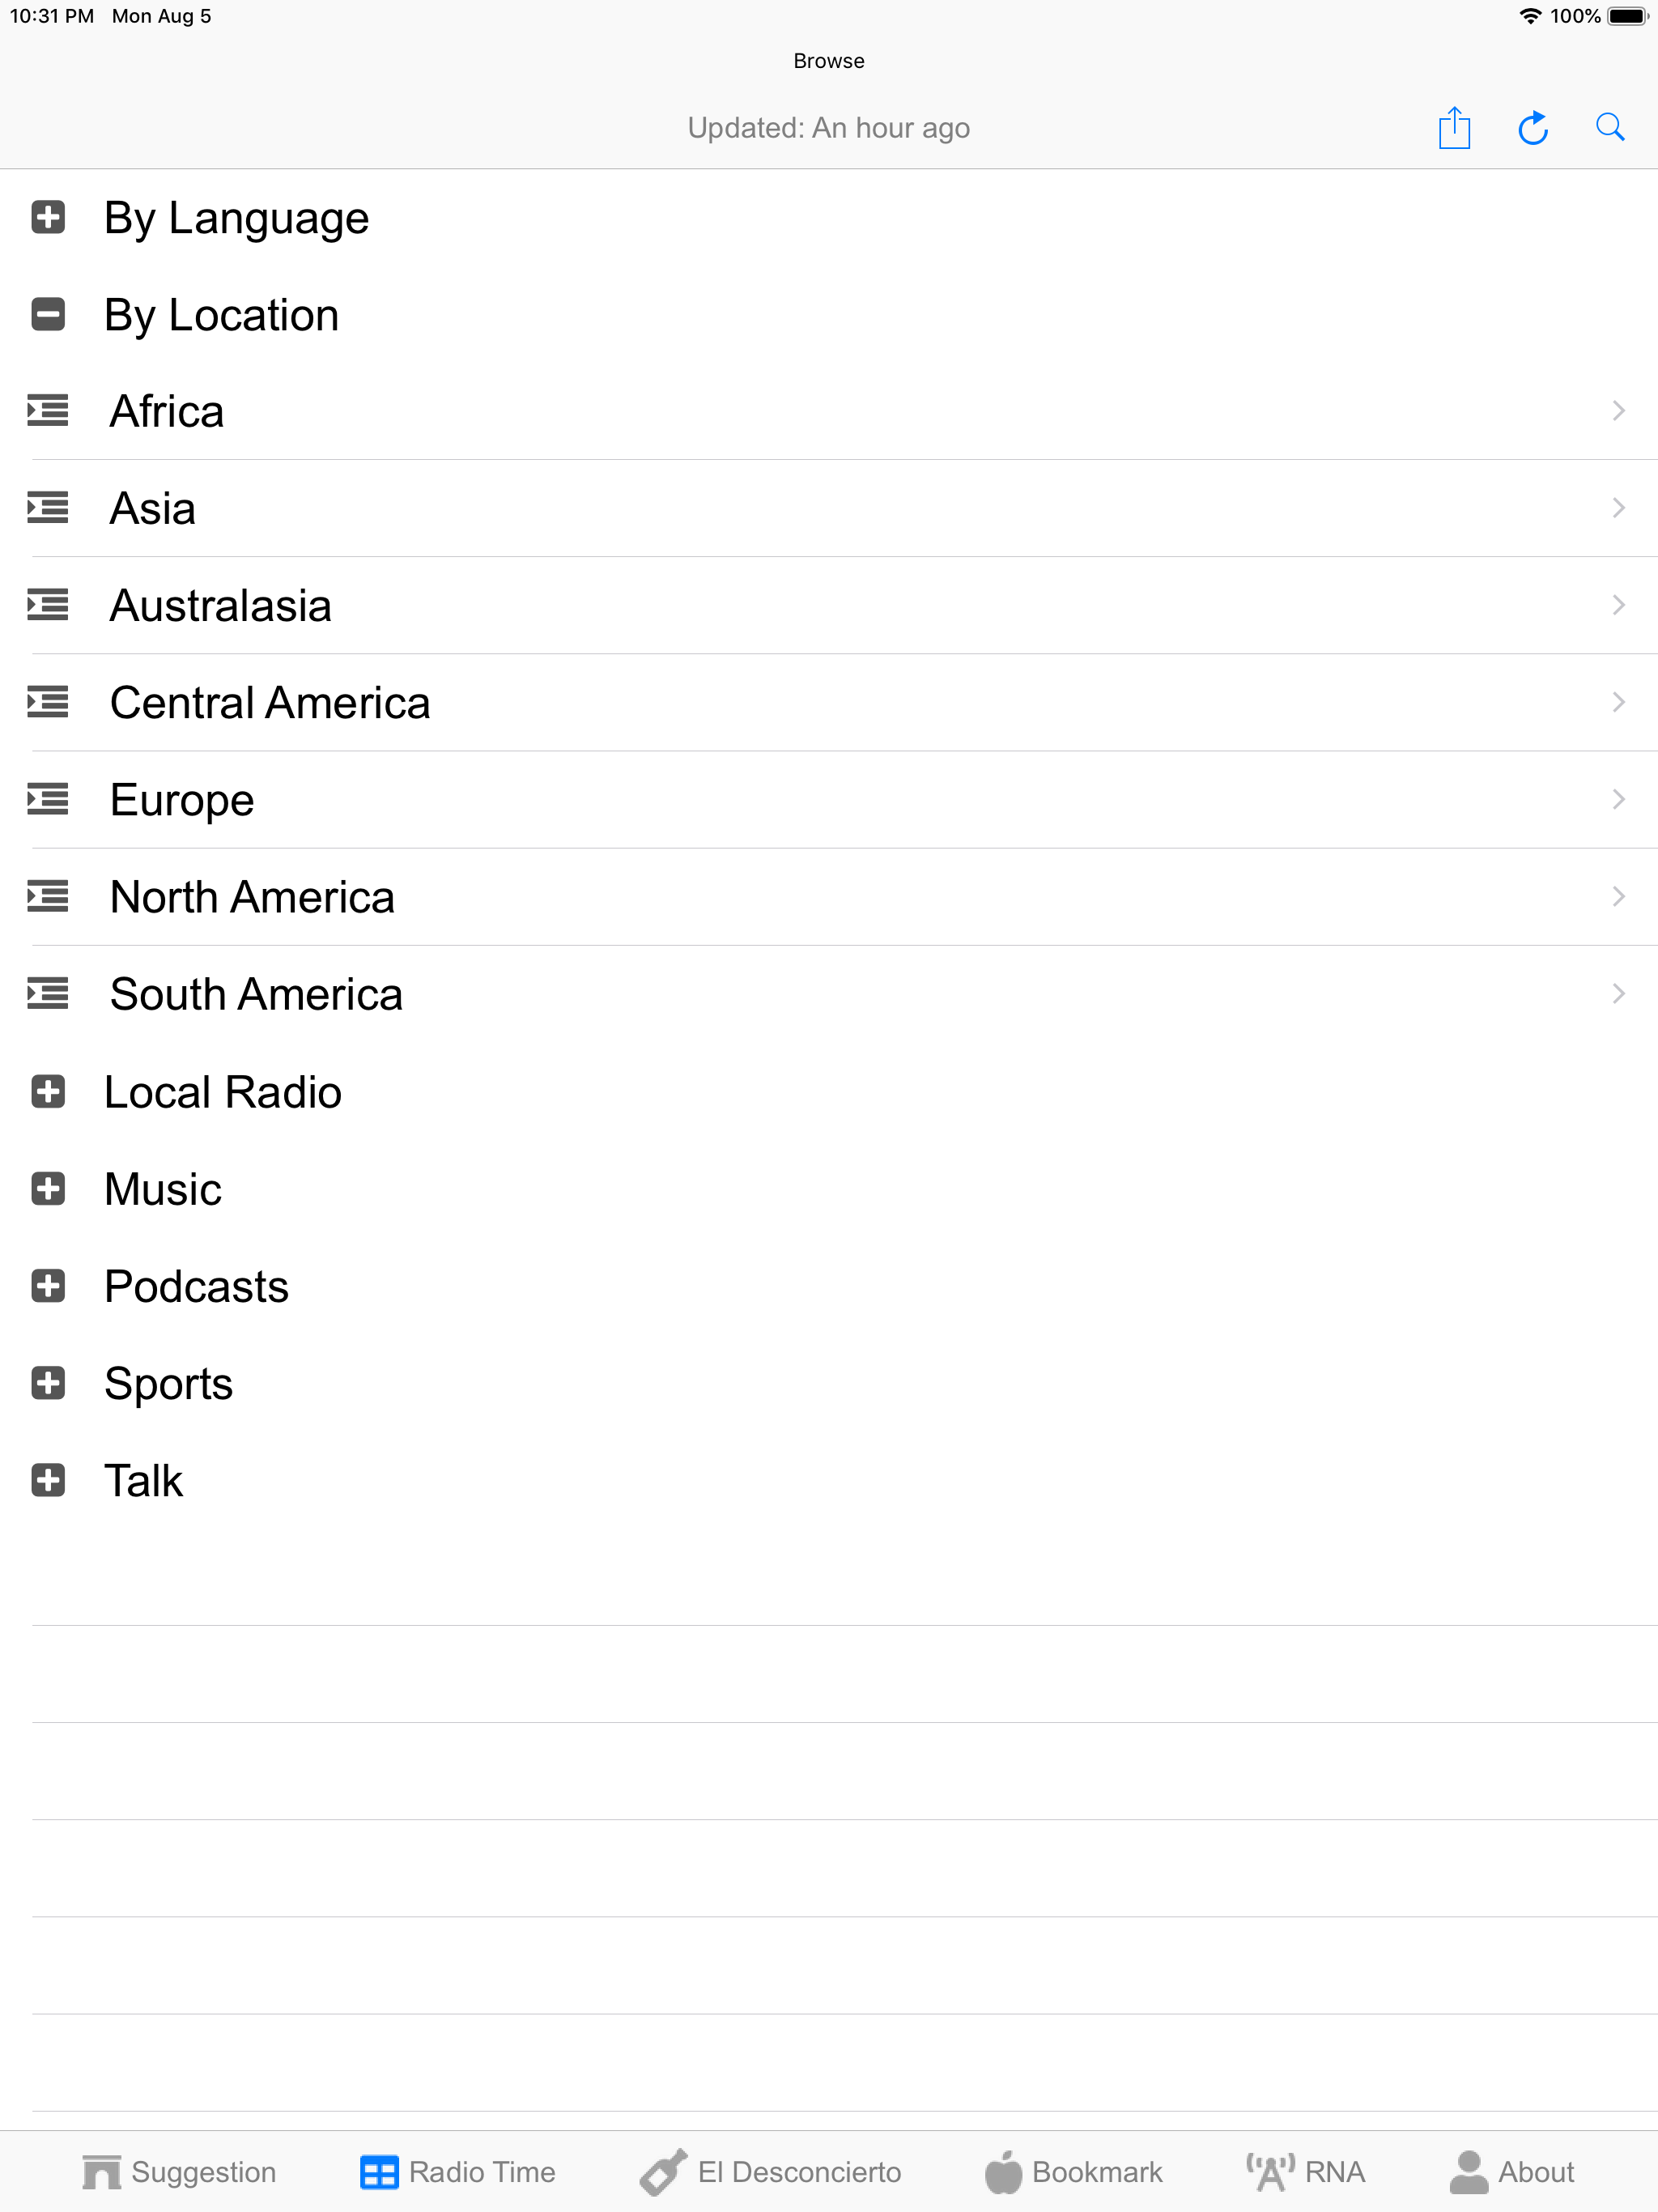 10:31 PM Mon Aug 5 100%
Browse
Updated: An hour ago
By Language
By Location
Africa
Asia
Australasia
Central America
Europe
North America
South America
Local Radio
Music
Podcasts
Sports
Talk
Suggestion Radio Time El Desconcierto Bookmark RNA About